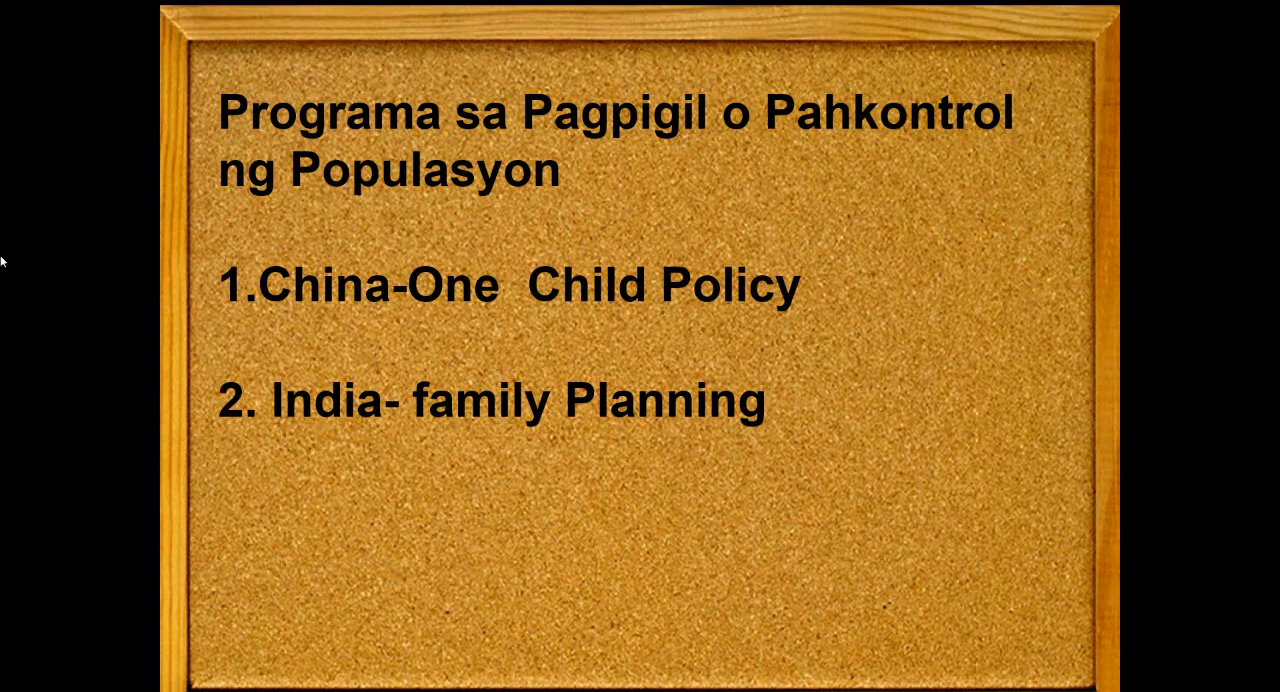 Programa sa Pagpigil o Pahkontrol
ng Populasyon
1.China-One  Child Policy
2. India- family Planning